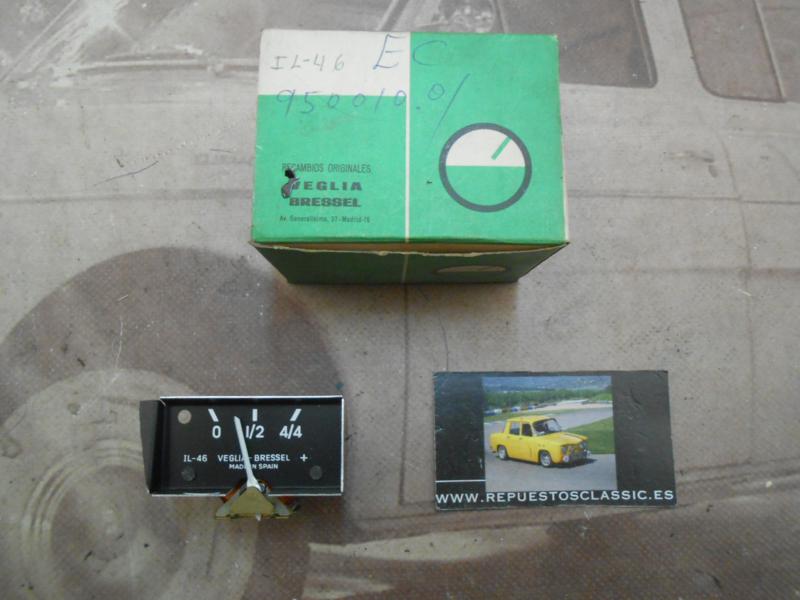 IL-46 EC
950010.0/
RECAMBIOS ORIGINALES
VEGLIA
BRESSEL
Av. Generalísimo, 37-Madrid-16
0 1/2 4/4
IL-46 VEGLIA-BRESSEL +
MADE IN SPAIN
WWW.REPUESTOSCLASSIC.ES